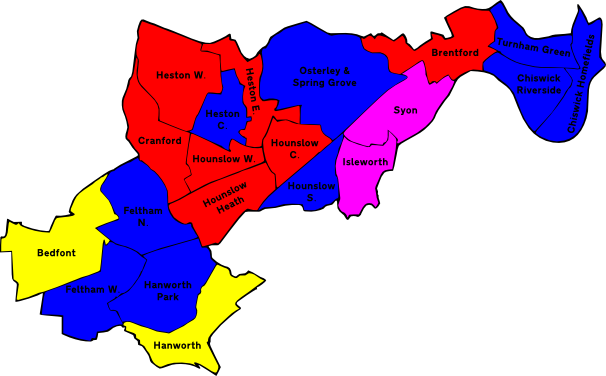 Brentford
Turnham Green
Chiswick Homefields
Heston W.
Heston E.
Osterley &
Spring Grove
Chiswick
Riverside
Heston
C.
Syon
Cranford
Hounslow
C.
Hounslow W.
Isleworth
Hounslow
Heath
Hounslow
S.
Feltham
N.
Bedfont
Feltham W.
Hanworth
Park
Hanworth